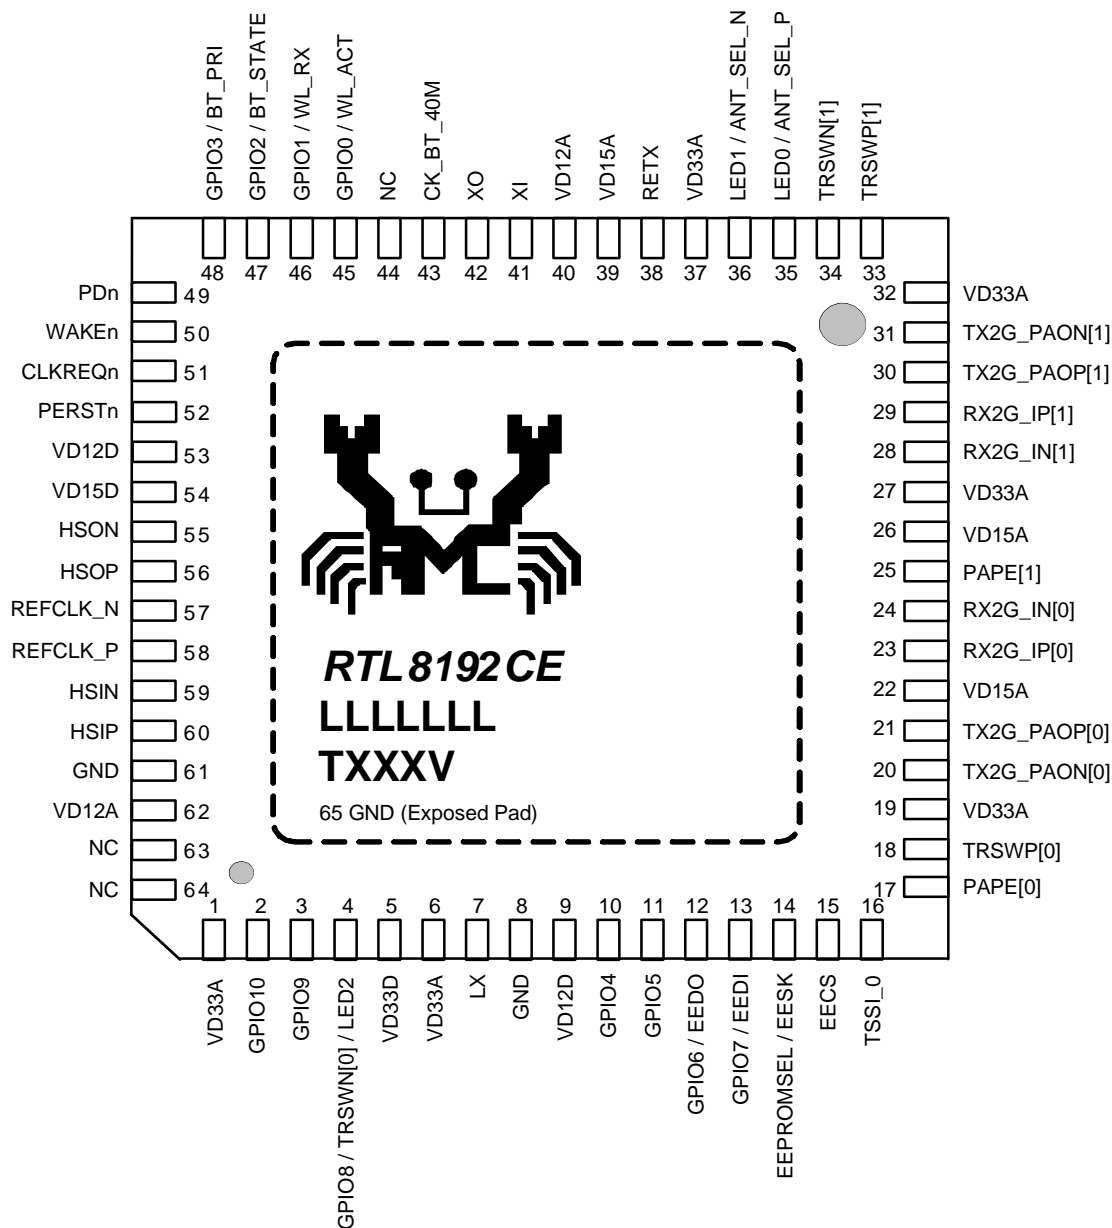 GPIO3 / BT_PRI
GPIO2 / BT_STATE
GPIO1 / WL_RX
GPIO0 / WL_ACT
NC
CK_BT_40M
XO
XI
VD12A
VD15A
RETX
VD33A
LED1 / ANT_SEL_N
LED0 / ANT_SEL_P
TRSWN[1]
TRSWP[1]
48 47 46 45 44 43 42 41 40 39 38 37 36 35 34 33
PDn 49
WAKEn 50
CLKREQn 51
PERSTn 52
VD12D 53
VD15D 54
HSON 55
HSOP 56
REFCLK_N 57
REFCLK_P 58
HSIN 59
HSIP 60
GND 61
VD12A 62
NC 63
NC 64
32 VD33A
31 TX2G_PAON[1]
30 TX2G_PAOP[1]
29 RX2G_IP[1]
28 RX2G_IN[1]
27 VD33A
26 VD15A
25 PAPE[1]
24 RX2G_IN[0]
23 RX2G_IP[0]
22 VD15A
21 TX2G_PAOP[0]
20 TX2G_PAON[0]
19 VD33A
18 TRSWP[0]
17 PAPE[0]
RTL8192CE
LLLLLLL
TXXXV
65 GND (Exposed Pad)
1 2 3 4 5 6 7 8 9 10 11 12 13 14 15 16
VD33A
GPIO10
GPIO9
GPIO8 / TRSWN[0] / LED2
VD33D
VD33A
LX
GND
VD12D
GPIO4
GPIO5
GPIO6 / EEDO
GPIO7 / EEDI
EEPROMSEL / EESK
EECS
TSSI_0